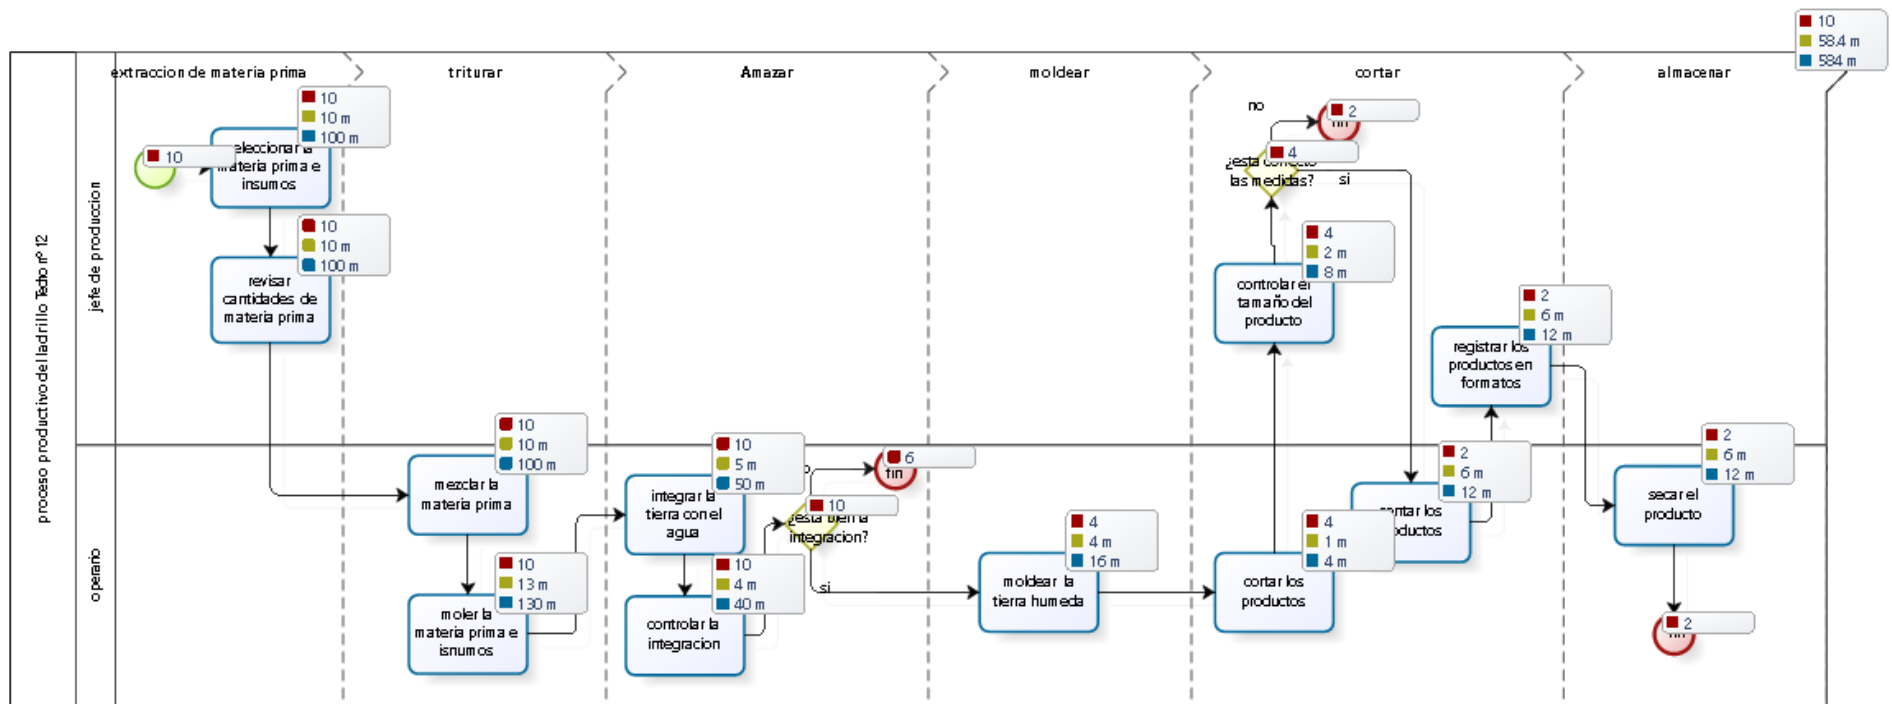 10
58.4 m
584 m
extraccion de materia prima
triturar
Amazar
moldear
cortar
almacenar
proceso productivo del ladrillo Techo nº 12
jefe de produccion
operario
10
10
10 m
100 m
materia prima e
insumos
10
10 m
100 m
revisar
cantidades de
materia prima
10
10 m
100 m
mezclar la
materia prima
10
13 m
130 m
moler la
materia prima e
isnumos
10
5 m
50 m
integrar la
tierra con el
agua
10
4 m
40 m
controlar la
integracion
10
integracion?
6
fin
si
4
4 m
16 m
moldear la
tierra humeda
4
1 m
4 m
cortar los
productos
4
2 m
8 m
controlar el
tamaño del
producto
4
las medidas?
no
2
si
2
6 m
12 m
2
6 m
12 m
registrar los
productos en
formatos
2
6 m
12 m
secar el
producto
2